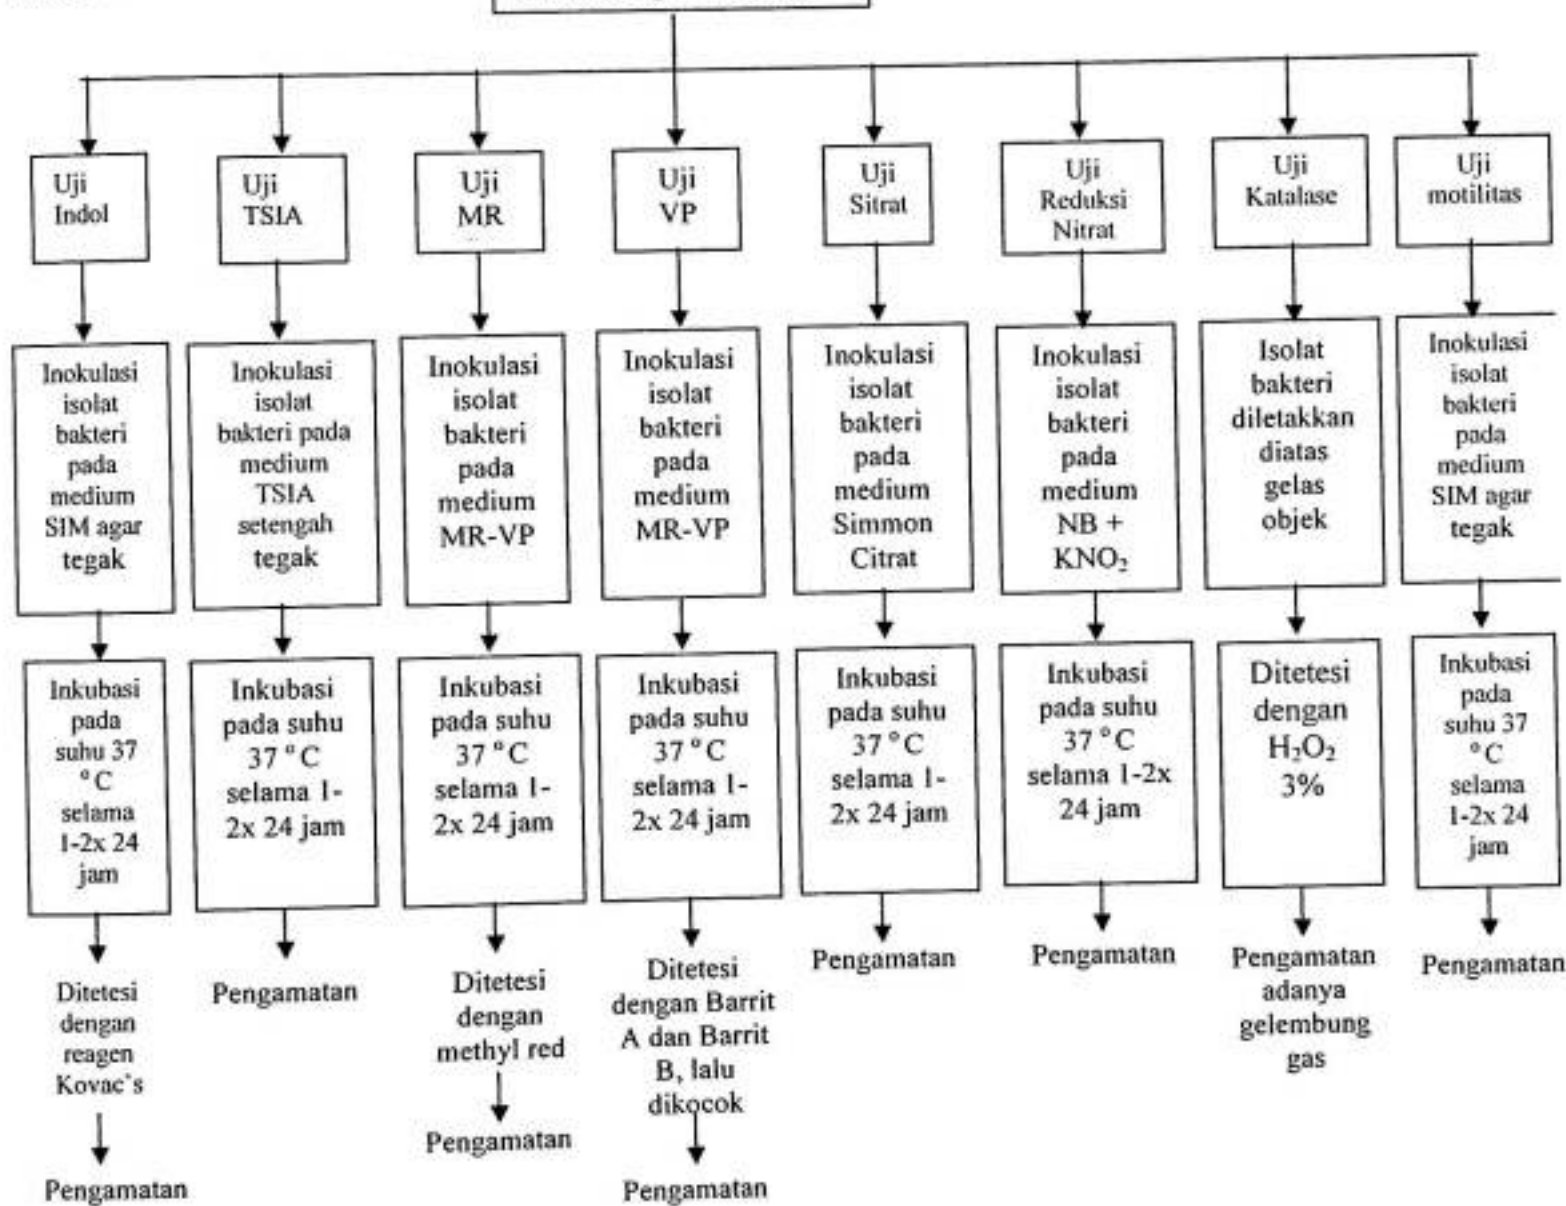 Uji
Indol
Uji
TSIA
Uji
MR
Uji
VP
Uji
Sitrat
Uji
Reduksi
Nitrat
Uji
Katalase
Uji
motilitas
Inokulasi
isolat
bakteri
pada
medium
SIM agar
tegak
Inokulasi
isolat
bakteri pada
medium
TSIA
setengah
tegak
Inokulasi
isolat
bakteri
pada
medium
MR-VP
Inokulasi
isolat
bakteri
pada
medium
MR-VP
Inokulasi
isolat
bakteri
pada
medium
Simmon
Citrat
Inokulasi
isolat
bakteri
pada
medium
NB +
KNO₂
Isolat
bakteri
diletakkan
diatas
gelas
objek
Inokulasi
isolat
bakteri
pada
medium
SIM agar
tegak
Inkubasi
pada
suhu 37
°C
selama
1-2x 24
jam
Inkubasi
pada suhu
37 °C
selama 1-
2x 24 jam
Inkubasi
pada suhu
37 °C
selama 1-
2x 24 jam
Inkubasi
pada suhu
37 °C
selama 1-
2x 24 jam
Inkubasi
pada suhu
37 °C
selama 1-
2x 24 jam
Inkubasi
pada suhu
37 °C
selama 1-2x
24 jam
Ditetesi
dengan
H₂O₂
3%
Inkubasi
pada
suhu 37
°C
selama
1-2x 24
jam
Ditetesi
dengan
reagen
Kovac's
Pengamatan
Pengamatan
Ditetesi
dengan
methyl red
Pengamatan
Ditetesi
dengan Barrit
A dan Barrit
B, lalu
dikocok
Pengamatan
Pengamatan
Pengamatan
Pengamatan
adanya
gelembung
gas
Pengamatan